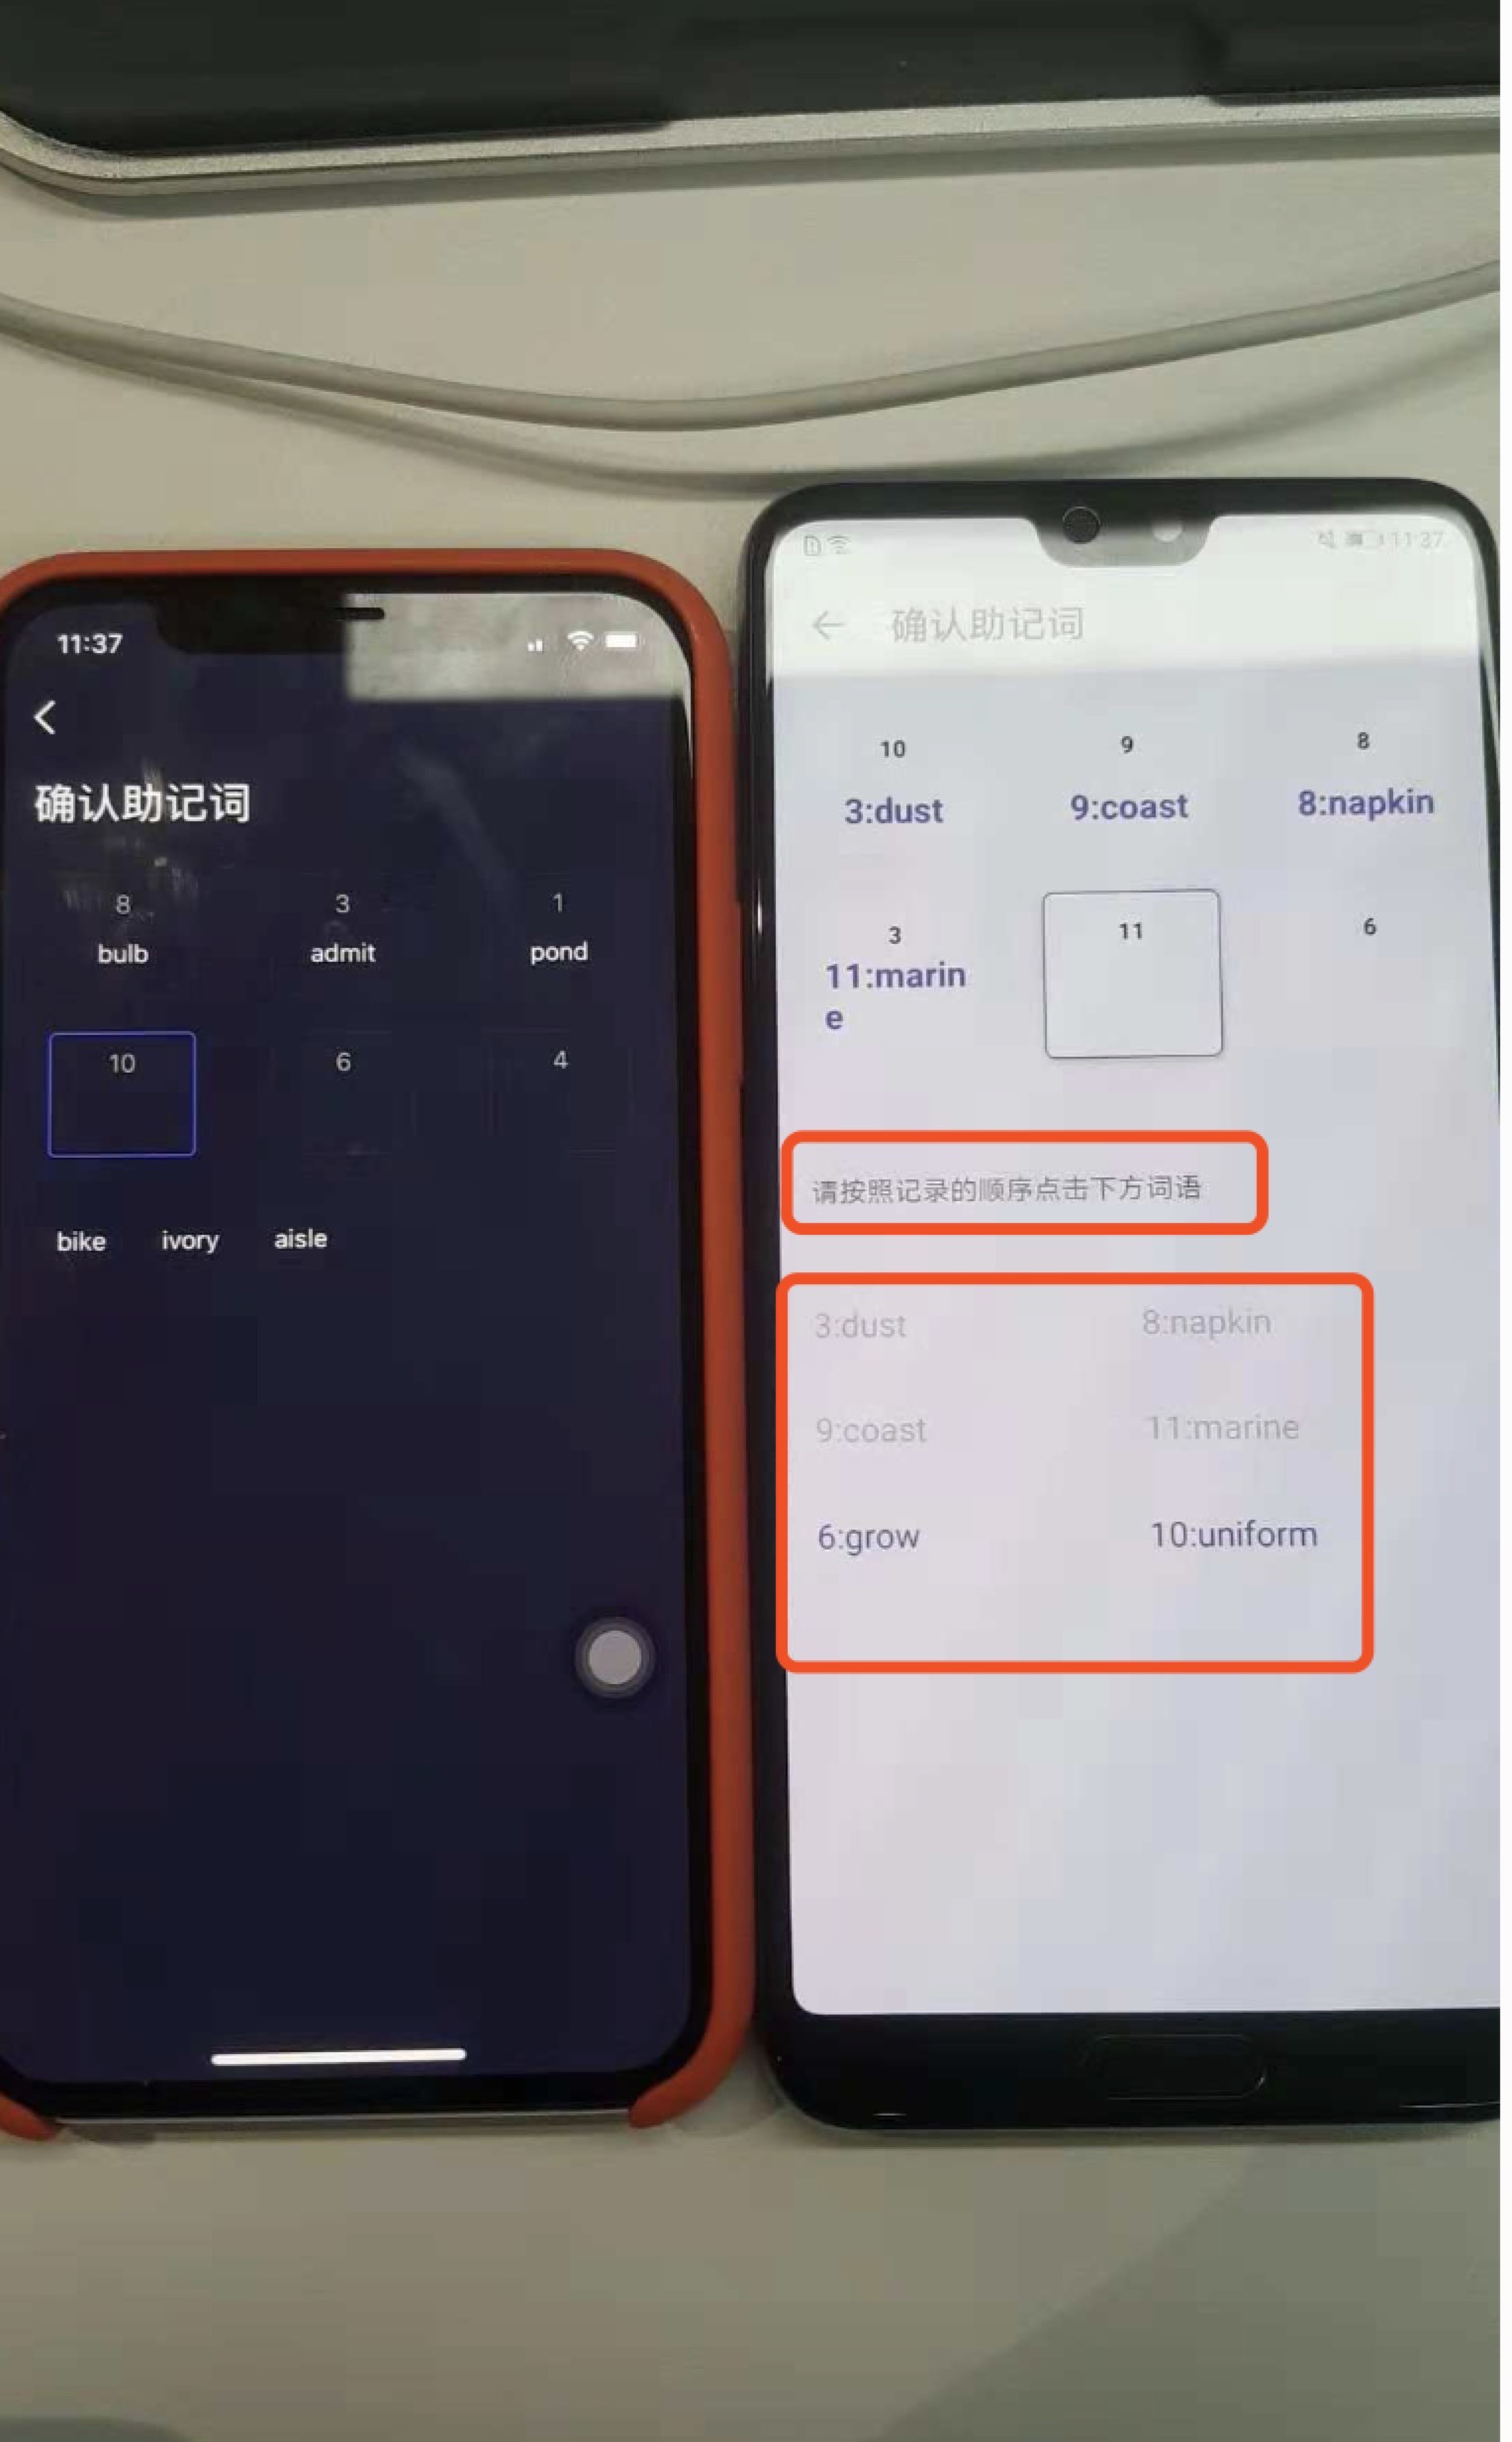 11:37
确认助记词
8 3 1
bulb admit pond
10 6 4
bike ivory aisle
11:37
确认助记词
10 9 8
3:dust 9:coast 8:napkin
3 11 6
11:marin
e
请按照记录的顺序点击下方词语
3:dust 8:napkin
9:coast 11:marine
6:grow 10:uniform